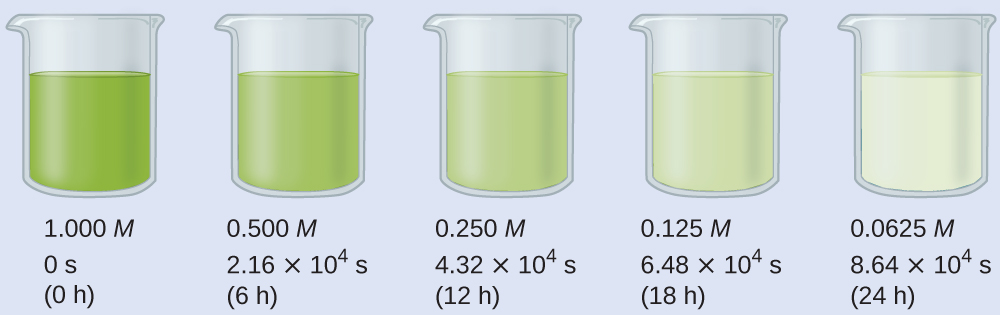 1.000 M
0 s
(0 h)
0.500 M
2.16 × 10⁴ s
(6 h)
0.250 M
4.32 × 10⁴ s
(12 h)
0.125 M
6.48 × 10⁴ s
(18 h)
0.0625 M
8.64 × 10⁴ s
(24 h)